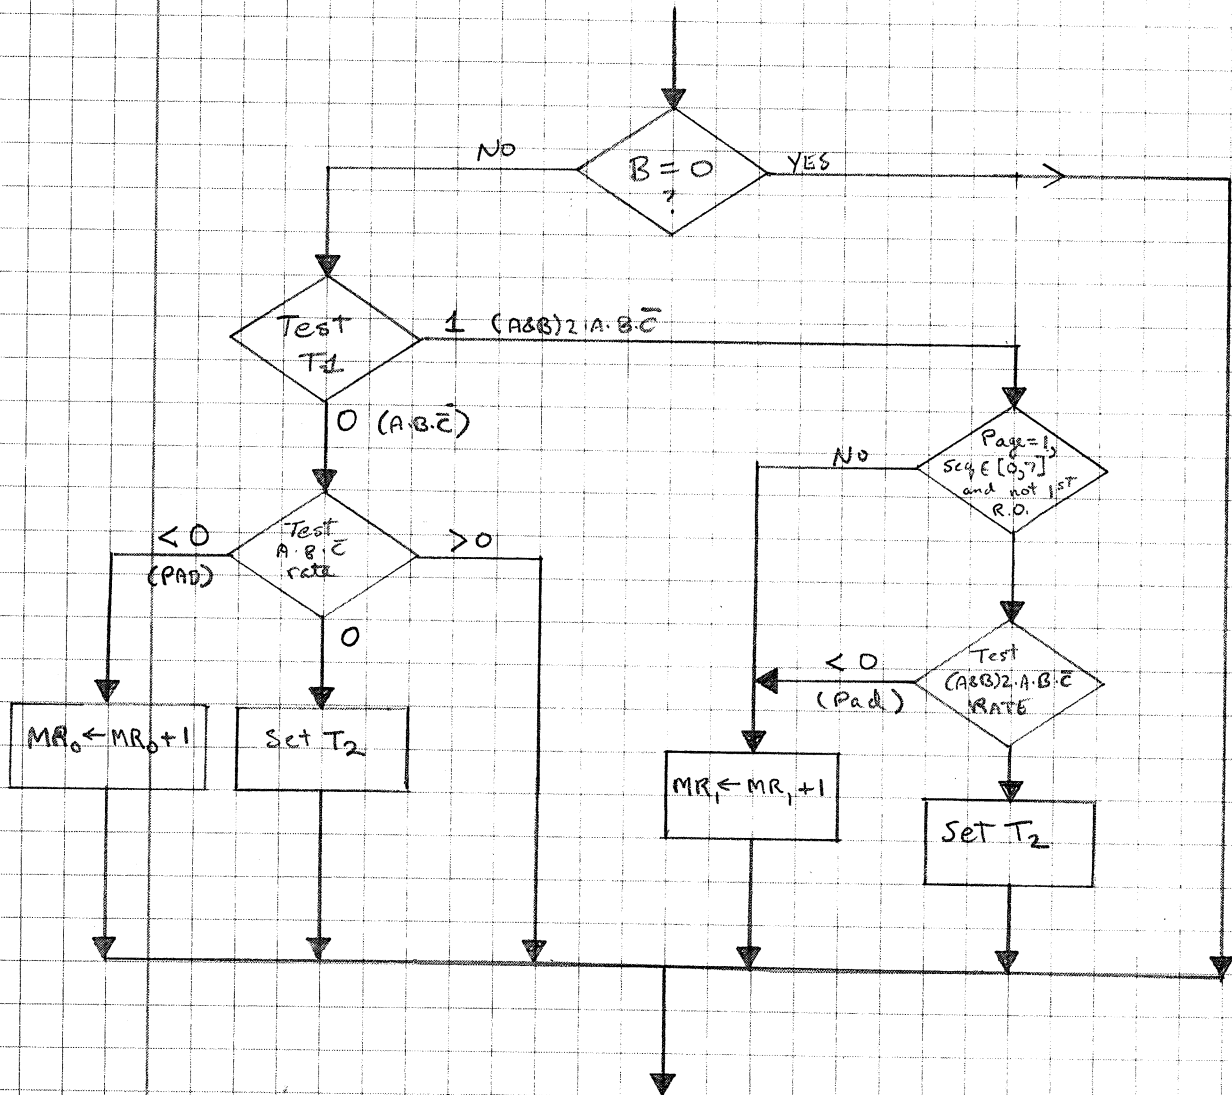 B = 0
?
NO
YES
Test
T1
1 (A&B)2·A·B·C̅
0 (A·B·C̅)
Page=1,
seq ∈ [0,7]
and not 1ST
R.O.
No
Test
A·B·C̅
rate
< 0
(PAD)
>0
0
Test
(A&B)2·A·B·C̅
RATE
< 0
(Pad)
MR₀ ← MR₀+1
Set T₂
MR₁ ← MR₁ +1
Set T₂